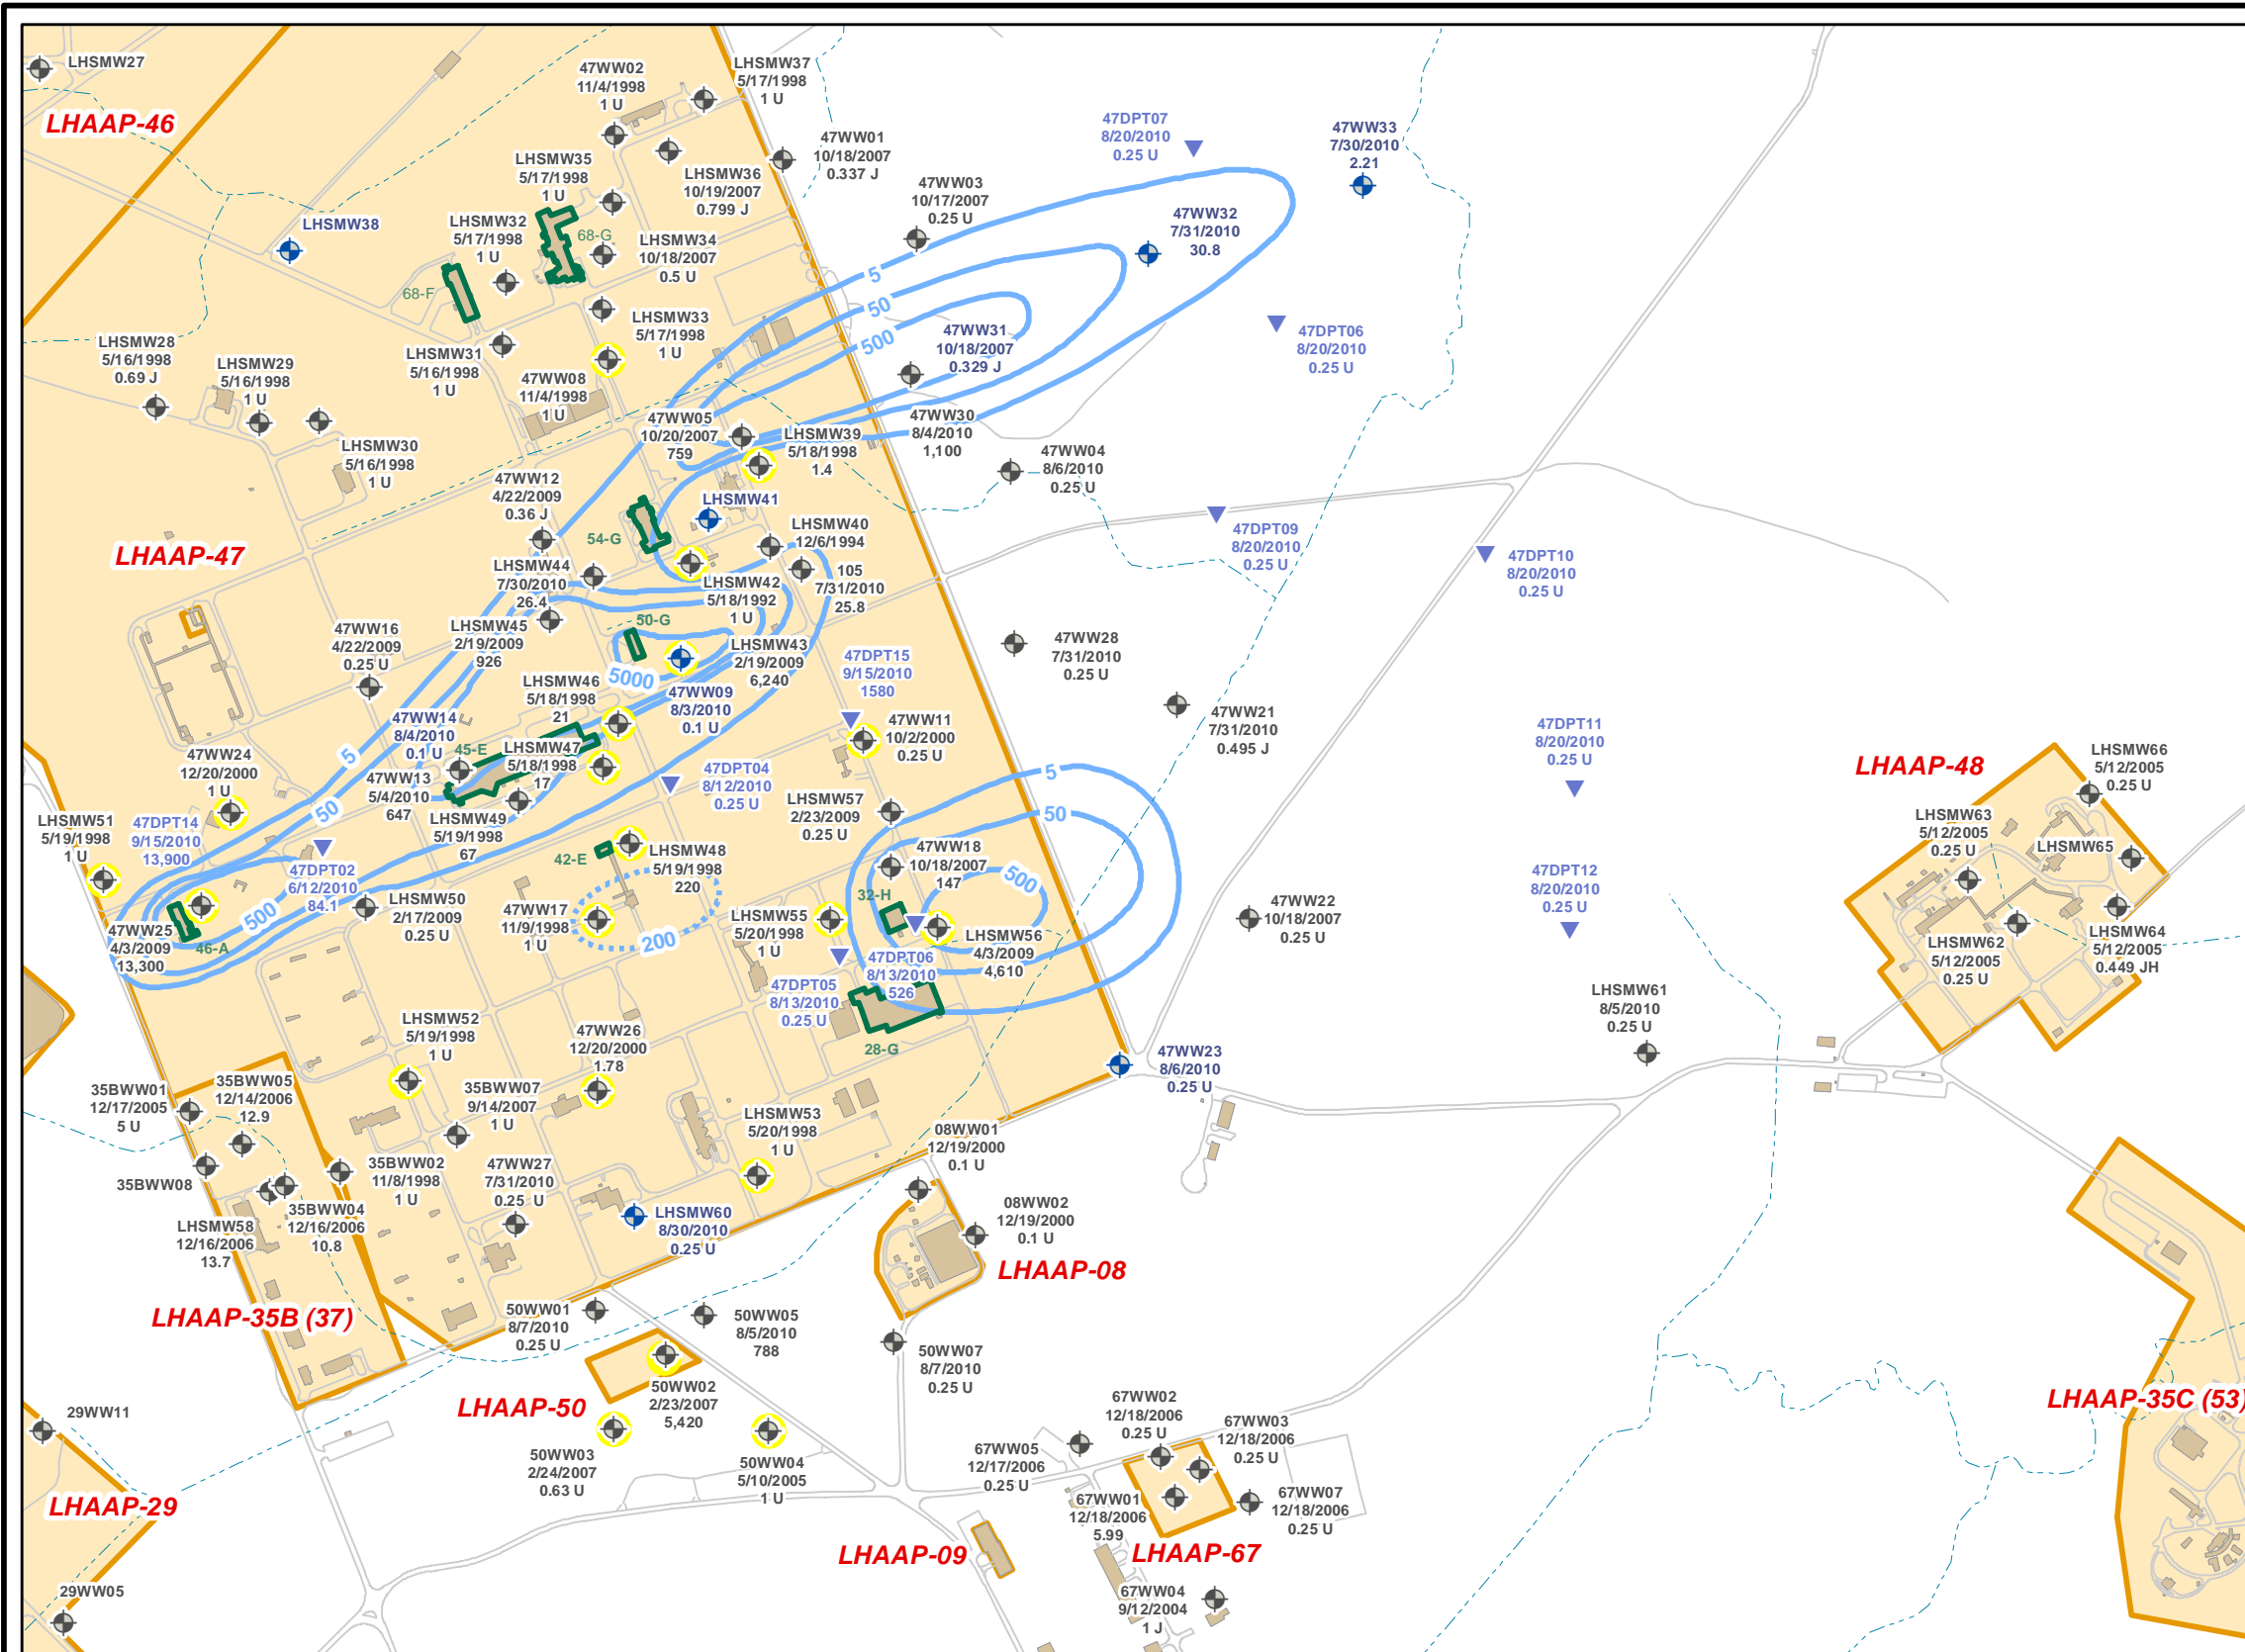 LHSMW27
LHAAP-46
47WW02
11/4/1998
1 U
LHSMW37
5/17/1998
1 U
47WW01
10/18/2007
0.337 J
LHSMW35
5/17/1998
1 U
LHSMW36
10/19/2007
0.799 J
47WW03
10/17/2007
0.25 U
47DPT07
8/20/2010
0.25 U
47WW33
7/30/2010
2.21
47WW32
7/31/2010
30.8
LHSMW38
LHSMW32
5/17/1998
1 U
68-G
68-F
LHSMW34
10/18/2007
0.5 U
LHSMW33
5/17/1998
1 U
5
50
500
47WW31
10/18/2007
0.329 J
47DPT06
8/20/2010
0.25 U
LHSMW28
5/16/1998
0.69 J
LHSMW29
5/16/1998
1 U
LHSMW31
5/16/1998
1 U
47WW08
11/4/1998
1 U
LHSMW30
5/16/1998
1 U
47WW05
10/20/2007
759
LHSMW39
5/18/1998
1.4
47WW30
8/4/2010
1,100
47WW04
8/6/2010
0.25 U
47WW12
4/22/2009
0.36 J
LHSMW41
54-G
LHSMW40
12/6/1994
105
7/31/2010
25.8
47DPT09
8/20/2010
0.25 U
47DPT10
8/20/2010
0.25 U
LHAAP-47
LHSMW44
7/30/2010
26.4
LHSMW42
5/18/1992
1 U
50-G
47WW16
4/22/2009
0.25 U
LHSMW45
2/19/2009
926
LHSMW43
2/19/2009
6,240
5000
47DPT15
9/15/2010
1580
47WW28
7/31/2010
0.25 U
LHSMW46
5/18/1998
21
47WW09
8/3/2010
0.1 U
47WW14
8/4/2010
0.1 U
45-E
LHSMW47
5/18/1998
17
47WW11
10/2/2000
0.25 U
47WW21
7/31/2010
0.495 J
47DPT11
8/20/2010
0.25 U
47WW24
12/20/2000
1 U
5
50
47WW13
5/4/2010
647
47DPT04
8/12/2010
0.25 U
5
50
500
LHAAP-48
LHSMW66
5/12/2005
0.25 U
LHSMW51
5/19/1998
1 U
47DPT14
9/15/2010
13,900
LHSMW49
5/19/1998
67
LHSMW57
2/23/2009
0.25 U
LHSMW63
5/12/2005
0.25 U
LHSMW65
42-E
LHSMW48
5/19/1998
220
47WW18
10/18/2007
147
47DPT02
6/12/2010
84.1
500
47WW25
4/3/2009
13,300
46-A
LHSMW50
2/17/2009
0.25 U
47WW17
11/9/1998
1 U
200
LHSMW55
5/20/1998
1 U
32-H
LHSMW56
4/3/2009
4,610
47DPT06
8/13/2010
526
47DPT05
8/13/2010
0.25 U
28-G
47WW22
10/18/2007
0.25 U
47DPT12
8/20/2010
0.25 U
LHSMW62
5/12/2005
0.25 U
LHSMW64
5/12/2005
0.449 JH
LHSMW61
8/5/2010
0.25 U
LHSMW52
5/19/1998
1 U
47WW26
12/20/2000
1.78
47WW23
8/6/2010
0.25 U
35BWW01
12/17/2005
5 U
35BWW05
12/14/2006
12.9
35BWW07
9/14/2007
1 U
LHSMW53
5/20/1998
1 U
08WW01
12/19/2000
0.1 U
35BWW08
35BWW02
11/8/1998
1 U
47WW27
7/31/2010
0.25 U
35BWW04
12/16/2006
10.8
LHSMW58
12/16/2006
13.7
LHSMW60
8/30/2010
0.25 U
08WW02
12/19/2000
0.1 U
LHAAP-08
LHAAP-35B (37)
50WW01
8/7/2010
0.25 U
50WW05
8/5/2010
788
50WW07
8/7/2010
0.25 U
LHAAP-50
50WW02
2/23/2007
5,420
LHAAP-35C (53)
29WW11
50WW03
2/24/2007
0.63 U
50WW04
5/10/2005
1 U
67WW02
12/18/2006
0.25 U
67WW03
12/18/2006
0.25 U
67WW05
12/17/2006
0.25 U
67WW01
12/18/2006
5.99
67WW07
12/18/2006
0.25 U
LHAAP-29
LHAAP-09
LHAAP-67
29WW05
67WW04
9/12/2004
1 J